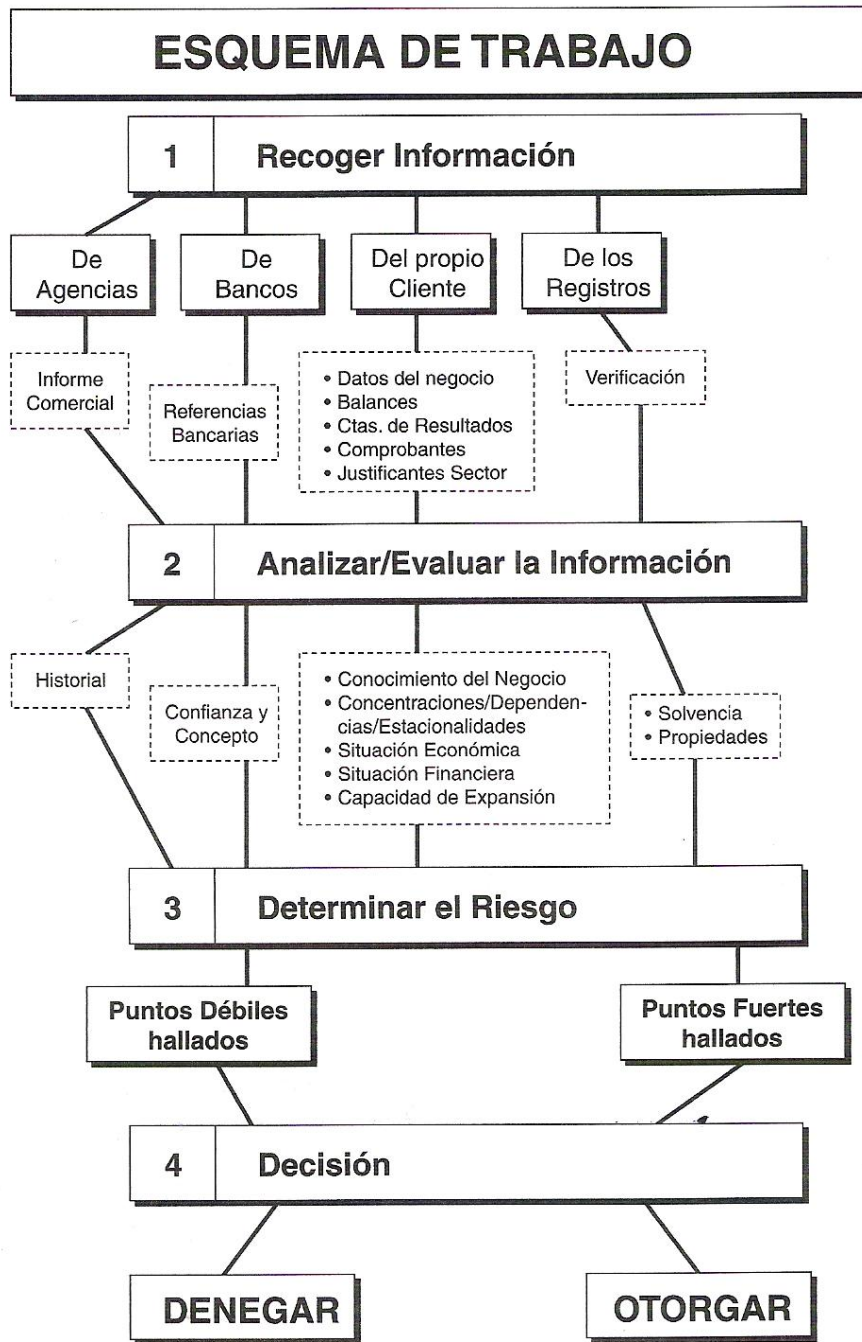 ESQUEMA DE TRABAJO
1 Recoger Información
De
Agencias
De
Bancos
Del propio
Cliente
De los
Registros
Informe
Comercial
Referencias
Bancarias
• Datos del negocio
• Balances
• Ctas. de Resultados
• Comprobantes
• Justificantes Sector
Verificación
2 Analizar/Evaluar la Información
Historial
Confianza y
Concepto
• Conocimiento del Negocio
• Concentraciones/Dependen-
cias/Estacionalidades
• Situación Económica
• Situación Financiera
• Capacidad de Expansión
• Solvencia
• Propiedades
3 Determinar el Riesgo
Puntos Débiles
hallados
Puntos Fuertes
hallados
4 Decisión
DENEGAR
OTORGAR